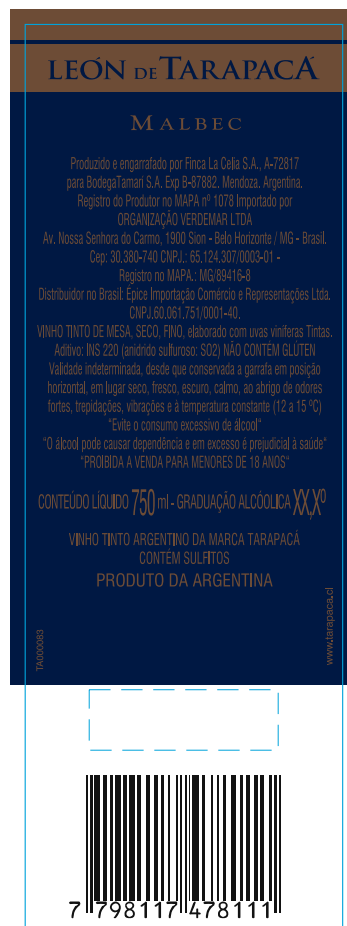 LEÓN DE TARAPACÁ
MALBEC
Produzido e engarrafado por Finca La Celia S.A., A-72817
para BodegaTamari S.A. Exp B-87882. Mendoza. Argentina.
Registro do Produtor no MAPA nº 1078 Importado por
ORGANIZAÇÃO VERDEMAR LTDA
Av. Nossa Senhora do Carmo, 1900 Sion - Belo Horizonte / MG - Brasil.
Cep: 30,380-740 CNPJ.: 65,124.307/0003-01 -
Registro no MAPA.: MG/89416-8
Distribuidor no Brasil: Épice Importação Comércio e Representações Ltda.
CNPJ.60.061.751/0001-40.
VINHO TINTO DE MESA, SECO, FINO, elaborado com uvas viníferas Tintas.
Aditivo: INS 220 (anidrido sulfuroso: SO2) NÃO CONTÉM GLÚTEN
Validade indeterminada, desde que conservada a garrafa em posição
horizontal, em lugar seco, fresco, escuro, calmo, ao abrigo de odores
fortes, trepidações, vibrações e à temperatura constante (12 a 15 ºC)
"Evite o consumo excessivo de álcool"
"O álcool pode causar dependência e em excesso é prejudicial à saúde"
"PROIBIDA A VENDA PARA MENORES DE 18 ANOS"
CONTEÚDO LÍQUIDO 750 ml - GRADUAÇÃO ALCÓOLICA XX,Xº
VINHO TINTO ARGENTINO DA MARCA TARAPACÁ
CONTÉM SULFITOS
PRODUTO DA ARGENTINA
TA000083
www.tarapaca.cl
7 798117 478111